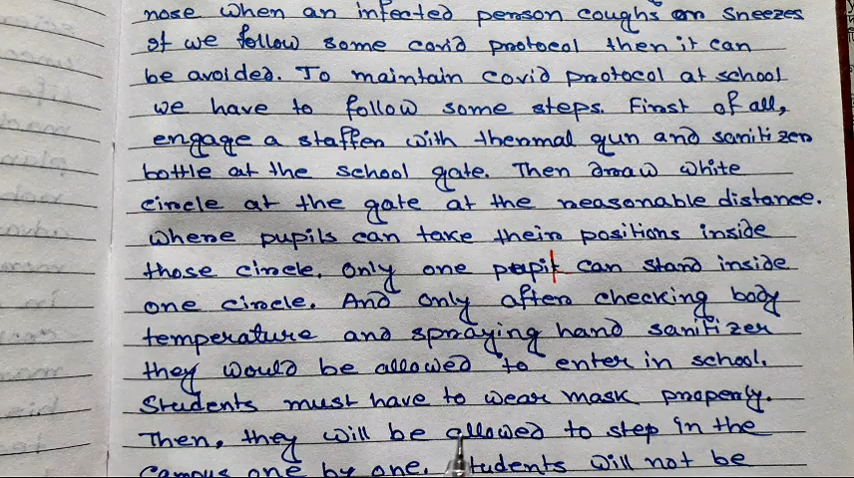 nose when an infected person coughs or sneezes
If we follow some covid protocol then it can
be avoided. To maintain covid protocol at school
we have to follow some steps. First of all,
engage a staffer with thermal gun and sanitizer
bottle at the school gate. Then draw white
circle at the gate at the reasonable distance.
Where pupils can take their positions inside
those circle. Only one pupil can stand inside
one circle. And only after checking body
temperature and spraying hand sanitizer
they would be allowed to enter in school.
Students must have to wear mask properly.
Then, they will be allowed to step in the
campus one by one. Students will not be